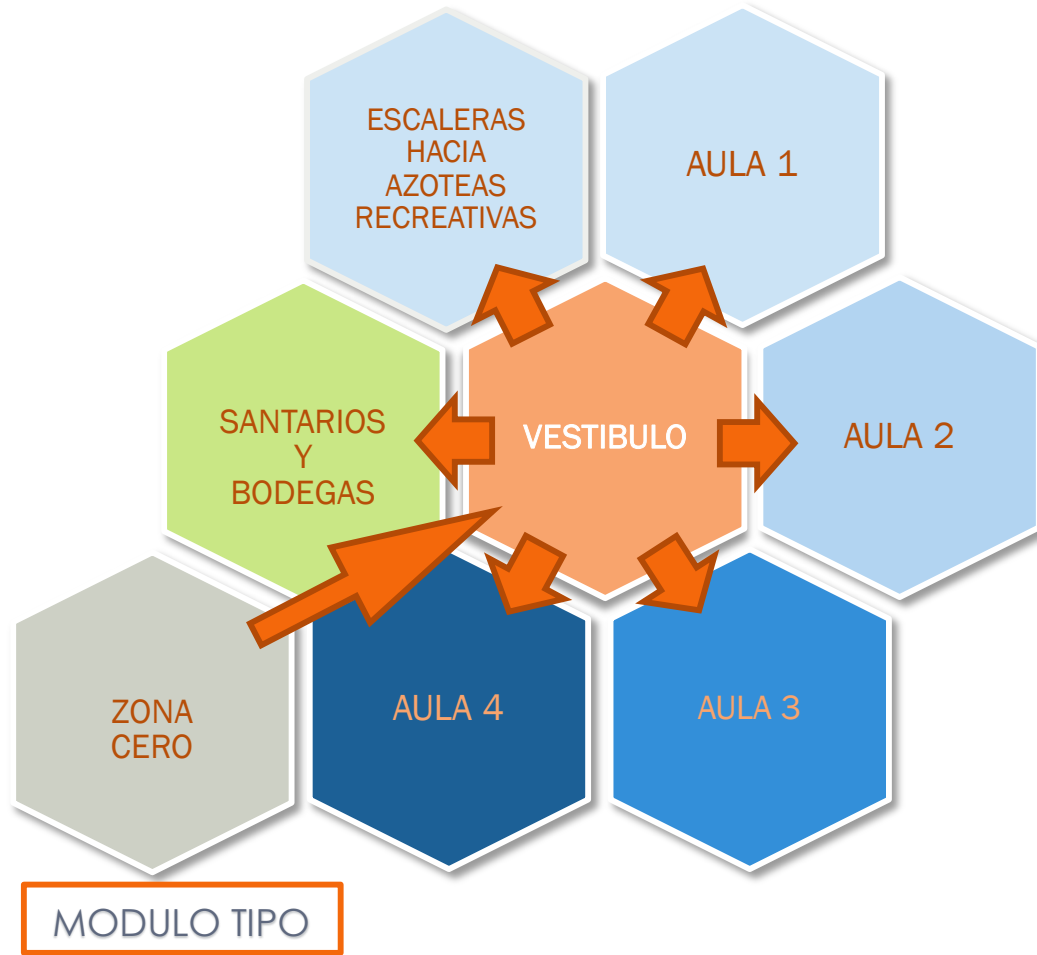 ESCALERAS
HACIA
AZOTEAS
RECREATIVAS
AULA 1
SANTARIOS
Y
BODEGAS
VESTIBULO
AULA 2
ZONA
CERO
AULA 4
AULA 3
MODULO TIPO